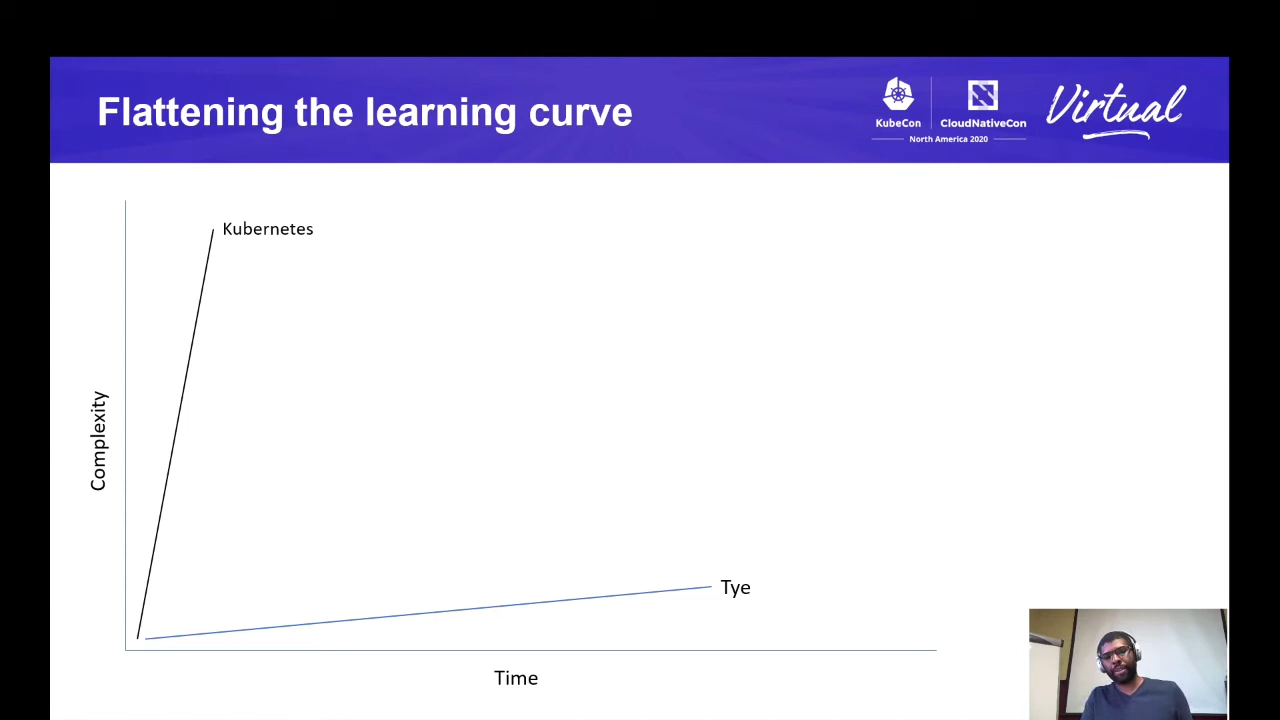 Flattening the learning curve
KubeCon
CloudNativeCon
North America 2020
Virtual
Kubernetes
Complexity
Tye
Time